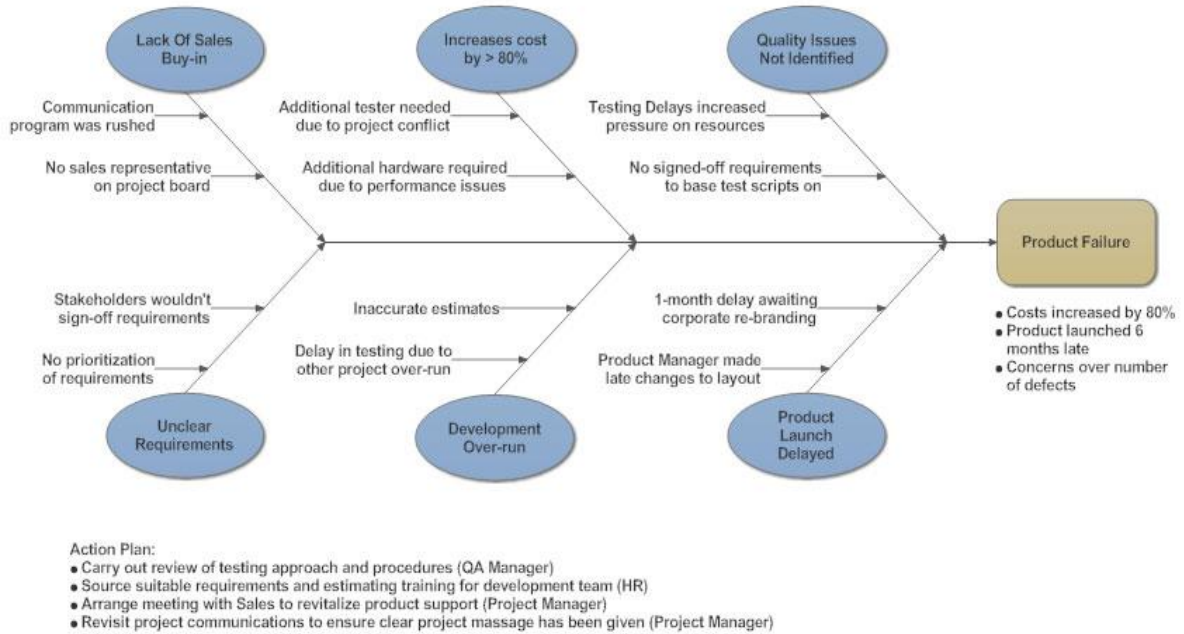 Lack Of Sales
Buy-in
Increases cost
by > 80%
Quality Issues
Not Identified
Communication
program was rushed
Additional tester needed
due to project conflict
Testing Delays increased
pressure on resources
No sales representative
on project board
Additional hardware required
due to performance issues
No signed-off requirements
to base test scripts on
Product Failure
Stakeholders wouldn't
sign-off requirements
Inaccurate estimates
1-month delay awaiting
corporate re-branding
No prioritization
of requirements
Delay in testing due to
other project over-run
Product Manager made
late changes to layout
• Costs increased by 80%
• Product launched 6
months late
• Concerns over number
of defects
Unclear
Requirements
Development
Over-run
Product
Launch
Delayed
Action Plan:
• Carry out review of testing approach and procedures (QA Manager)
• Source suitable requirements and estimating training for development team (HR)
• Arrange meeting with Sales to revitalize product support (Project Manager)
• Revisit project communications to ensure clear project massage has been given (Project Manager)